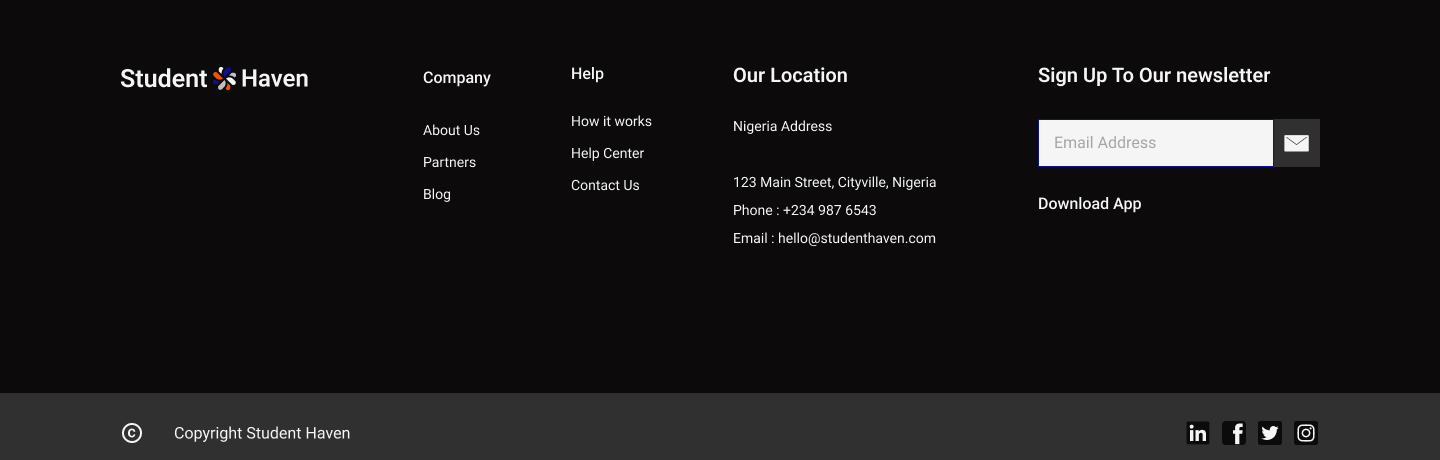 Student Haven
Company
About Us
Partners
Blog
Help
How it works
Help Center
Contact Us
Our Location
Nigeria Address
123 Main Street, Cityville, Nigeria
Phone : +234 987 6543
Email : hello@studenthaven.com
Sign Up To Our newsletter
Email Address
Download App
© Copyright Student Haven